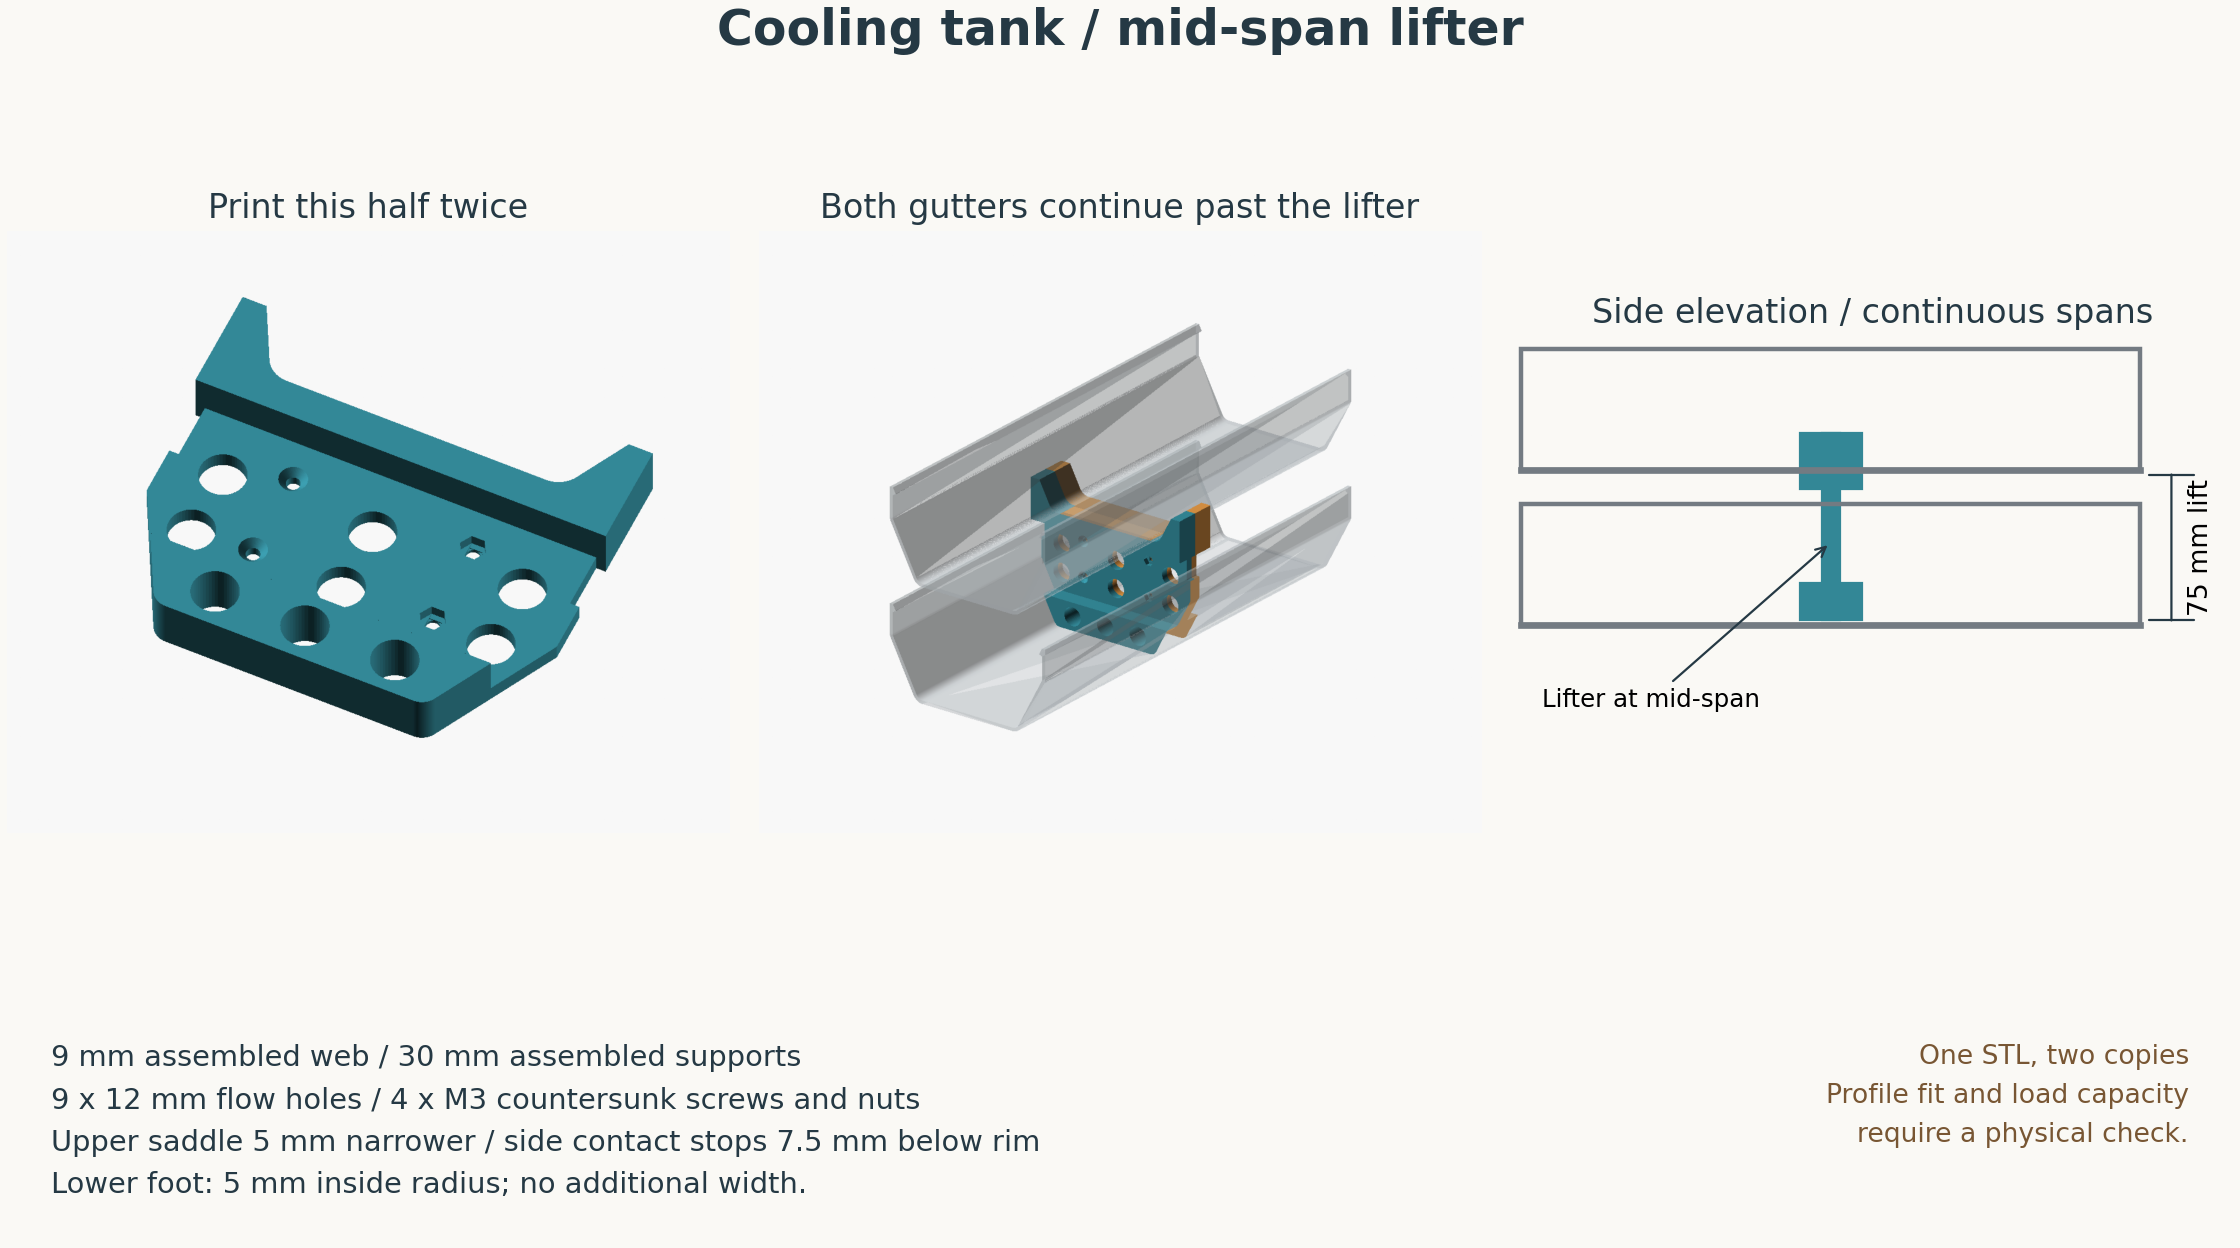 Cooling tank / mid-span lifter
Print this half twice
Both gutters continue past the lifter
Side elevation / continuous spans
75 mm lift
Lifter at mid-span
9 mm assembled web / 30 mm assembled supports
9 x 12 mm flow holes / 4 x M3 countersunk screws and nuts
Upper saddle 5 mm narrower / side contact stops 7.5 mm below rim
Lower foot: 5 mm inside radius; no additional width.
One STL, two copies
Profile fit and load capacity
require a physical check.